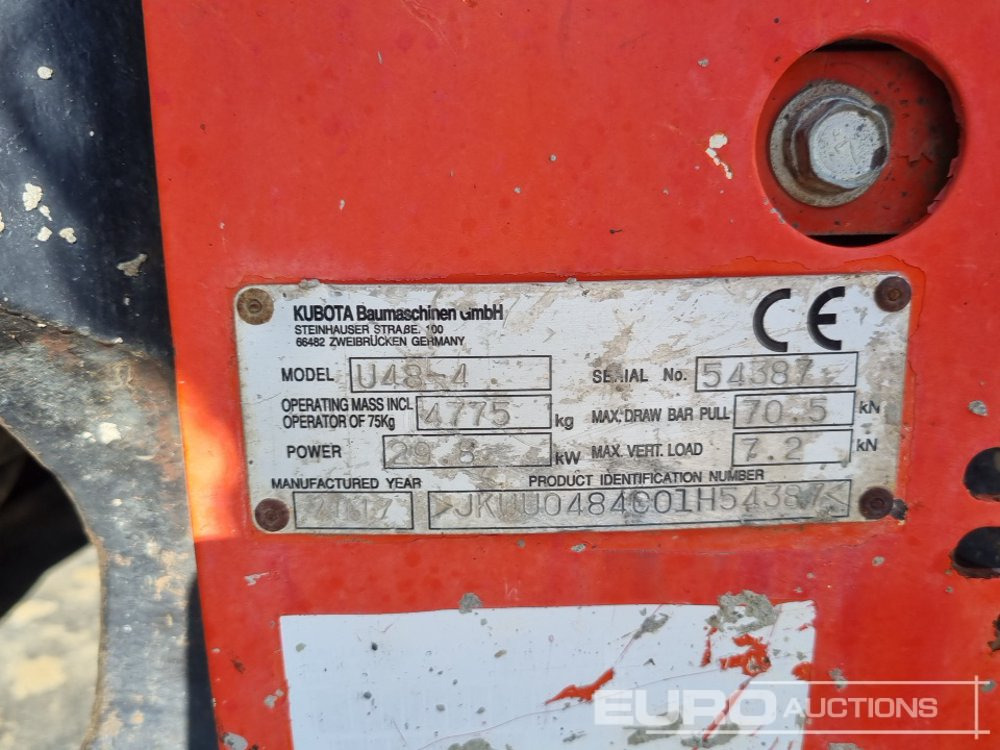 KUBOTA Baumaschinen GmbH
STEINHAUSER STRAßE. 100
66482 ZWEIBRÜCKEN GERMANY
CE
MODEL U48-4
SERIAL No. 54387
OPERATING MASS INCL
OPERATOR OF 75Kg 4775 kg
MAX. DRAW BAR PULL 70.5 kN
POWER 29.8 kW
MAX. VERT. LOAD 7.2 kN
MANUFACTURED YEAR 2017
PRODUCT IDENTIFICATION NUMBER
>JKUU0484C01H54387<
EURO AUCTIONS